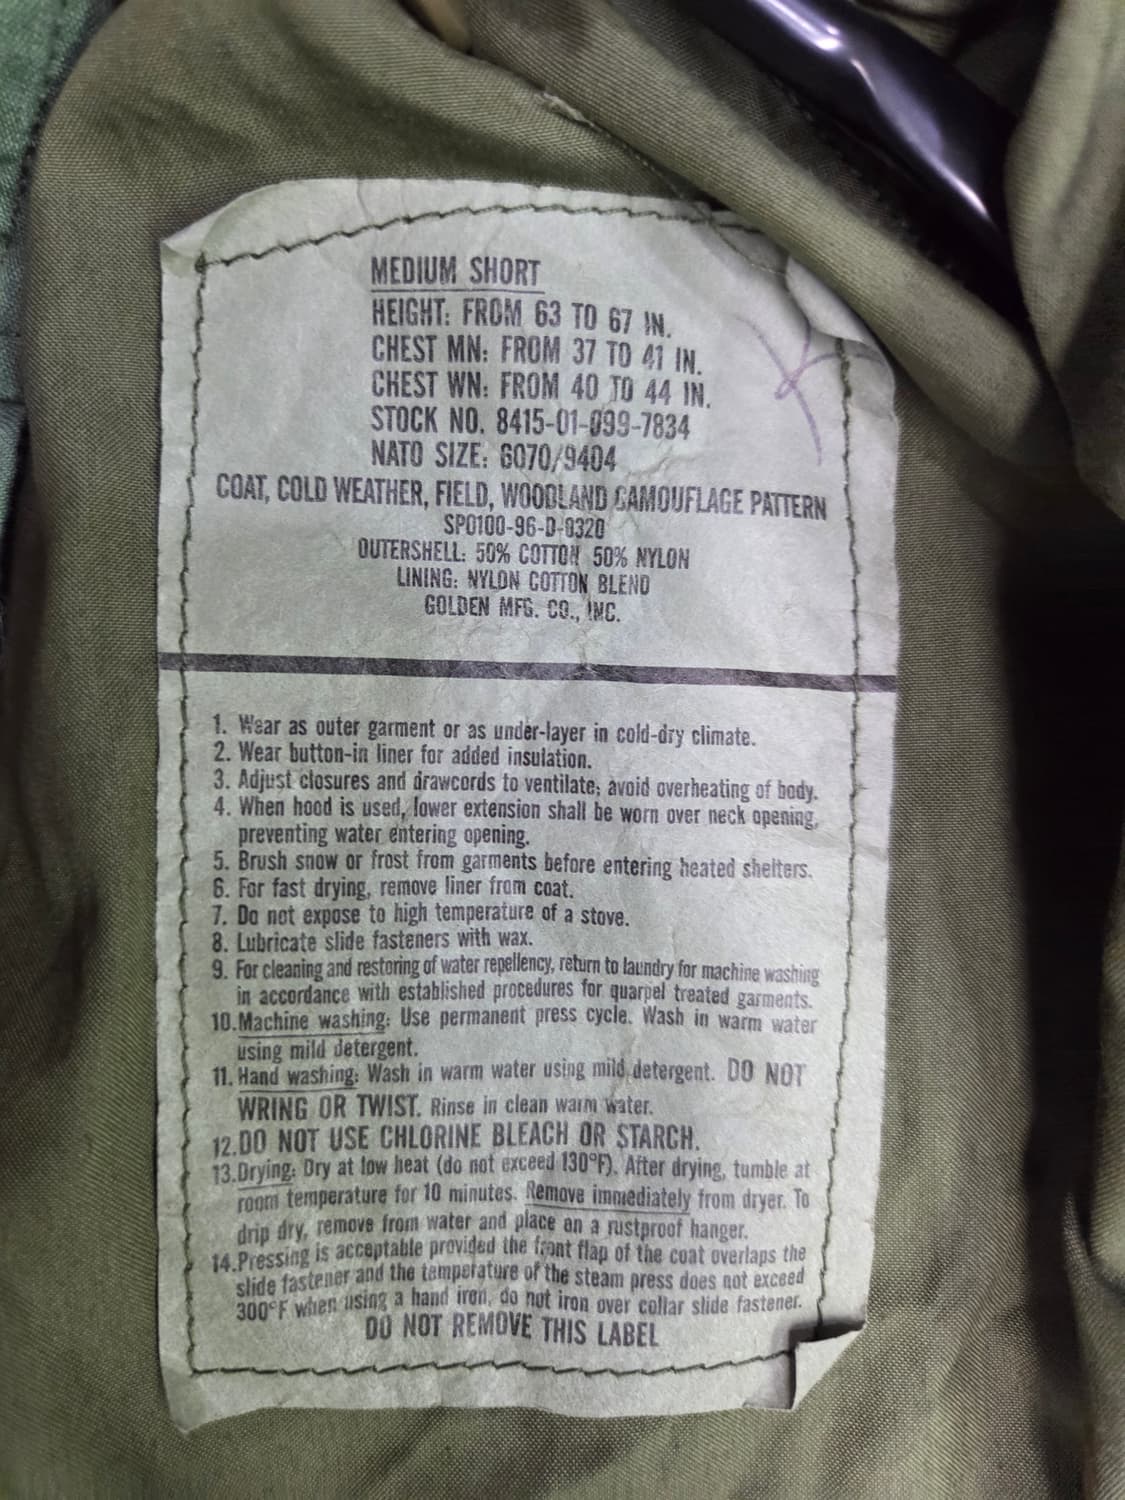 MEDIUM SHORT
HEIGHT: FROM 63 TO 67 IN.
CHEST MN: FROM 37 TO 41 IN.
CHEST WN: FROM 40 TO 44 IN.
STOCK NO. 8415-01-099-7834
NATO SIZE: 6070/9404
COAT, COLD WEATHER, FIELD, WOODLAND CAMOUFLAGE PATTERN
SPO100-96-D-0320
OUTERSHELL: 50% COTTON 50% NYLON
LINING: NYLON COTTON BLEND
GOLDEN MFG. CO., INC.
1. Wear as outer garment or as under-layer in cold-dry climate.
2. Wear button-in liner for added insulation.
3. Adjust closures and drawcords to ventilate; avoid overheating of body.
4. When hood is used, lower extension shall be worn over neck opening,
preventing water entering opening.
5. Brush snow or frost from garments before entering heated shelters.
6. For fast drying, remove liner from coat.
7. Do not expose to high temperature of a stove.
8. Lubricate slide fasteners with wax.
9. For cleaning and restoring of water repellency, return to laundry for machine washing
in accordance with established procedures for quarpel treated garments.
10.Machine washing: Use permanent press cycle. Wash in warm water
using mild detergent.
11. Hand washing: Wash in warm water using mild detergent. DO NOT
WRING OR TWIST. Rinse in clean warm water.
12.DO NOT USE CHLORINE BLEACH OR STARCH.
13.Drying: Dry at low heat (do not exceed 130°F). After drying, tumble at
room temperature for 10 minutes. Remove immediately from dryer. To
drip dry, remove from water and place on a rustproof hanger.
14.Pressing is acceptable provided the front flap of the coat overlaps the
slide fastener and the temperature of the steam press does not exceed
300°F when using a hand iron, do not iron over collar slide fastener.
DO NOT REMOVE THIS LABEL